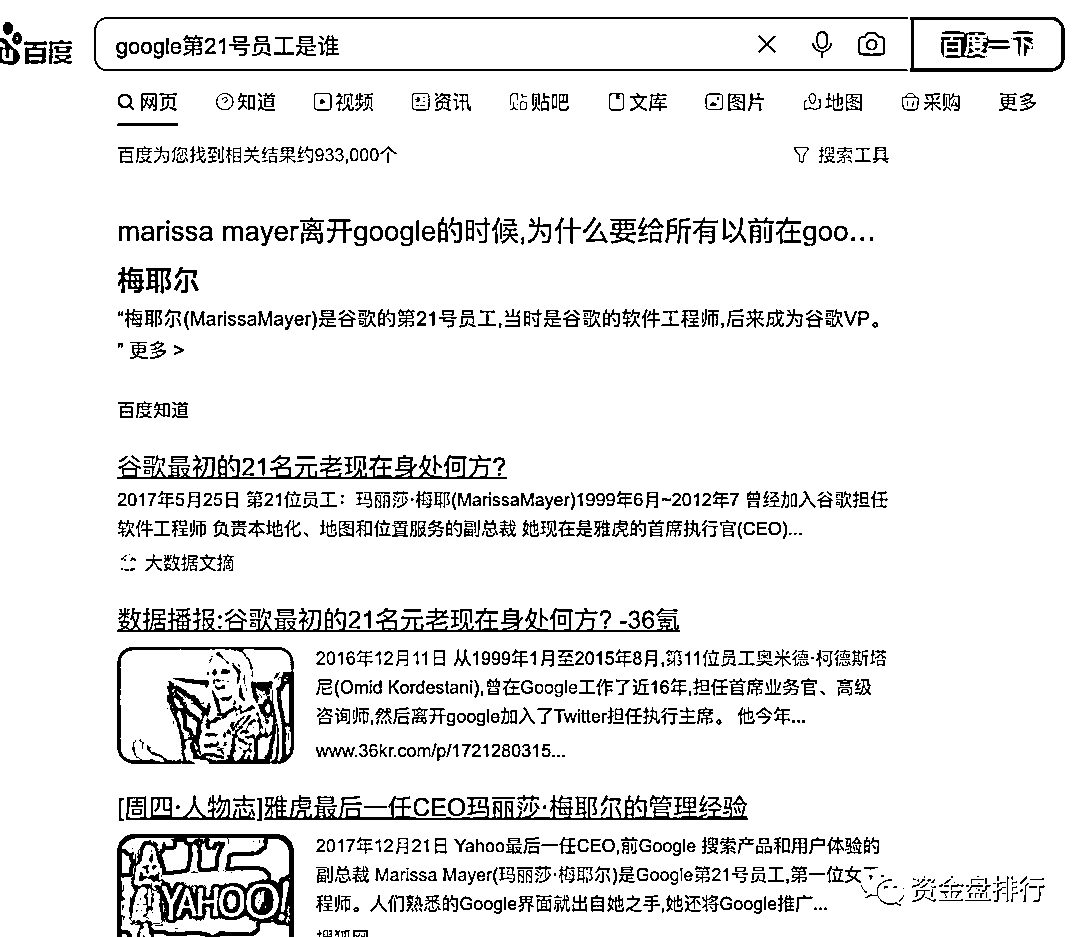 百度
google第21号员工是谁
百度一下
网页 知道 视频 资讯 贴吧 文库 图片 地图 采购 更多
百度为您找到相关结果约933,000个
搜索工具
marissa mayer离开google的时候,为什么要给所有以前在goo...
梅耶尔
“梅耶尔(MarissaMayer)是谷歌的第21号员工,当时是谷歌的软件工程师,后来成为谷歌VP。
” 更多 >
百度知道
谷歌最初的21名元老现在身处何方?
2017年5月25日 第21位员工：玛丽莎·梅耶(MarissaMayer)1999年6月~2012年7 曾经加入谷歌担任
软件工程师 负责本地化、地图和位置服务的副总裁 她现在是雅虎的首席执行官(CEO)...
大数据文摘
数据播报:谷歌最初的21名元老现在身处何方? -36氪
2016年12月11日 从1999年1月至2015年8月,第11位员工奥米德·柯德斯塔
尼(Omid Kordestani),曾在Google工作了近16年,担任首席业务官、高级
咨询师,然后离开google加入了Twitter担任执行主席。 他今年...
www.36kr.com/p/1721280315...
[周四·人物志]雅虎最后一任CEO玛丽莎·梅耶尔的管理经验
2017年12月21日 Yahoo最后一任CEO,前Google 搜索产品和用户体验的
副总裁 Marissa Mayer(玛丽莎·梅耶尔)是Google第21号员工,第一位女工
程师。人们熟悉的Google界面就出自她之手,她还将Google推广...
YAHOO!
搜狐网
资金盘排行